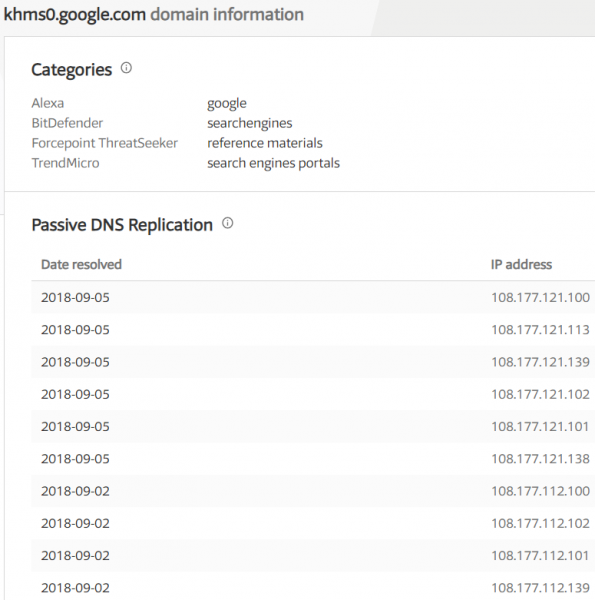 khms0.google.com domain information
Categories
Alexa google
BitDefender searchengines
Forcepoint ThreatSeeker reference materials
TrendMicro search engines portals
Passive DNS Replication
Date resolved IP address
2018-09-05 108.177.121.100
2018-09-05 108.177.121.113
2018-09-05 108.177.121.139
2018-09-05 108.177.121.102
2018-09-05 108.177.121.101
2018-09-05 108.177.121.138
2018-09-02 108.177.112.100
2018-09-02 108.177.112.102
2018-09-02 108.177.112.101
2018-09-02 108.177.112.139